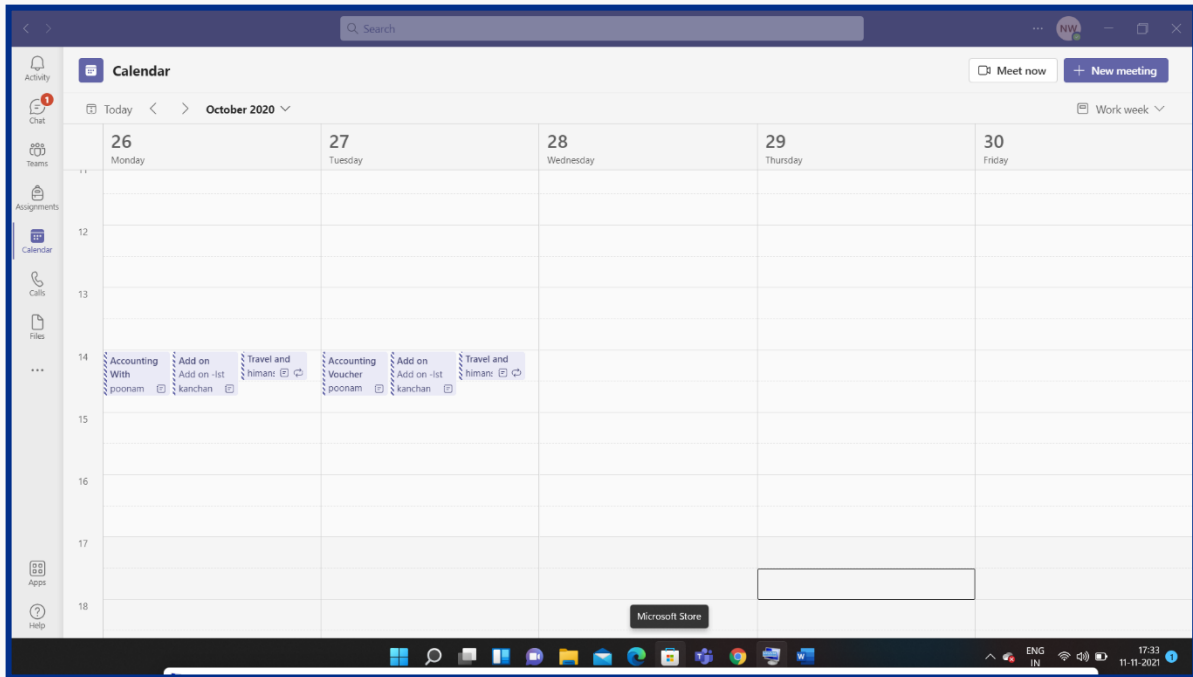 Search
NW
Activity
Calendar
Meet now
New meeting
1
Chat
Today
October 2020
Work week
Teams
26
27
28
29
30
Monday
Tuesday
Wednesday
Thursday
Friday
Assignments
12
Calendar
Calls
13
Files
14
Accounting
With
poonam
Add on
Add on -Ist
kanchan
Travel and
Accounting
Voucher
poonam
Add on
Add on -Ist
kanchan
Travel and
15
16
17
Apps
18
Help
Microsoft Store
ENG
IN
17:33
11-11-2021
1